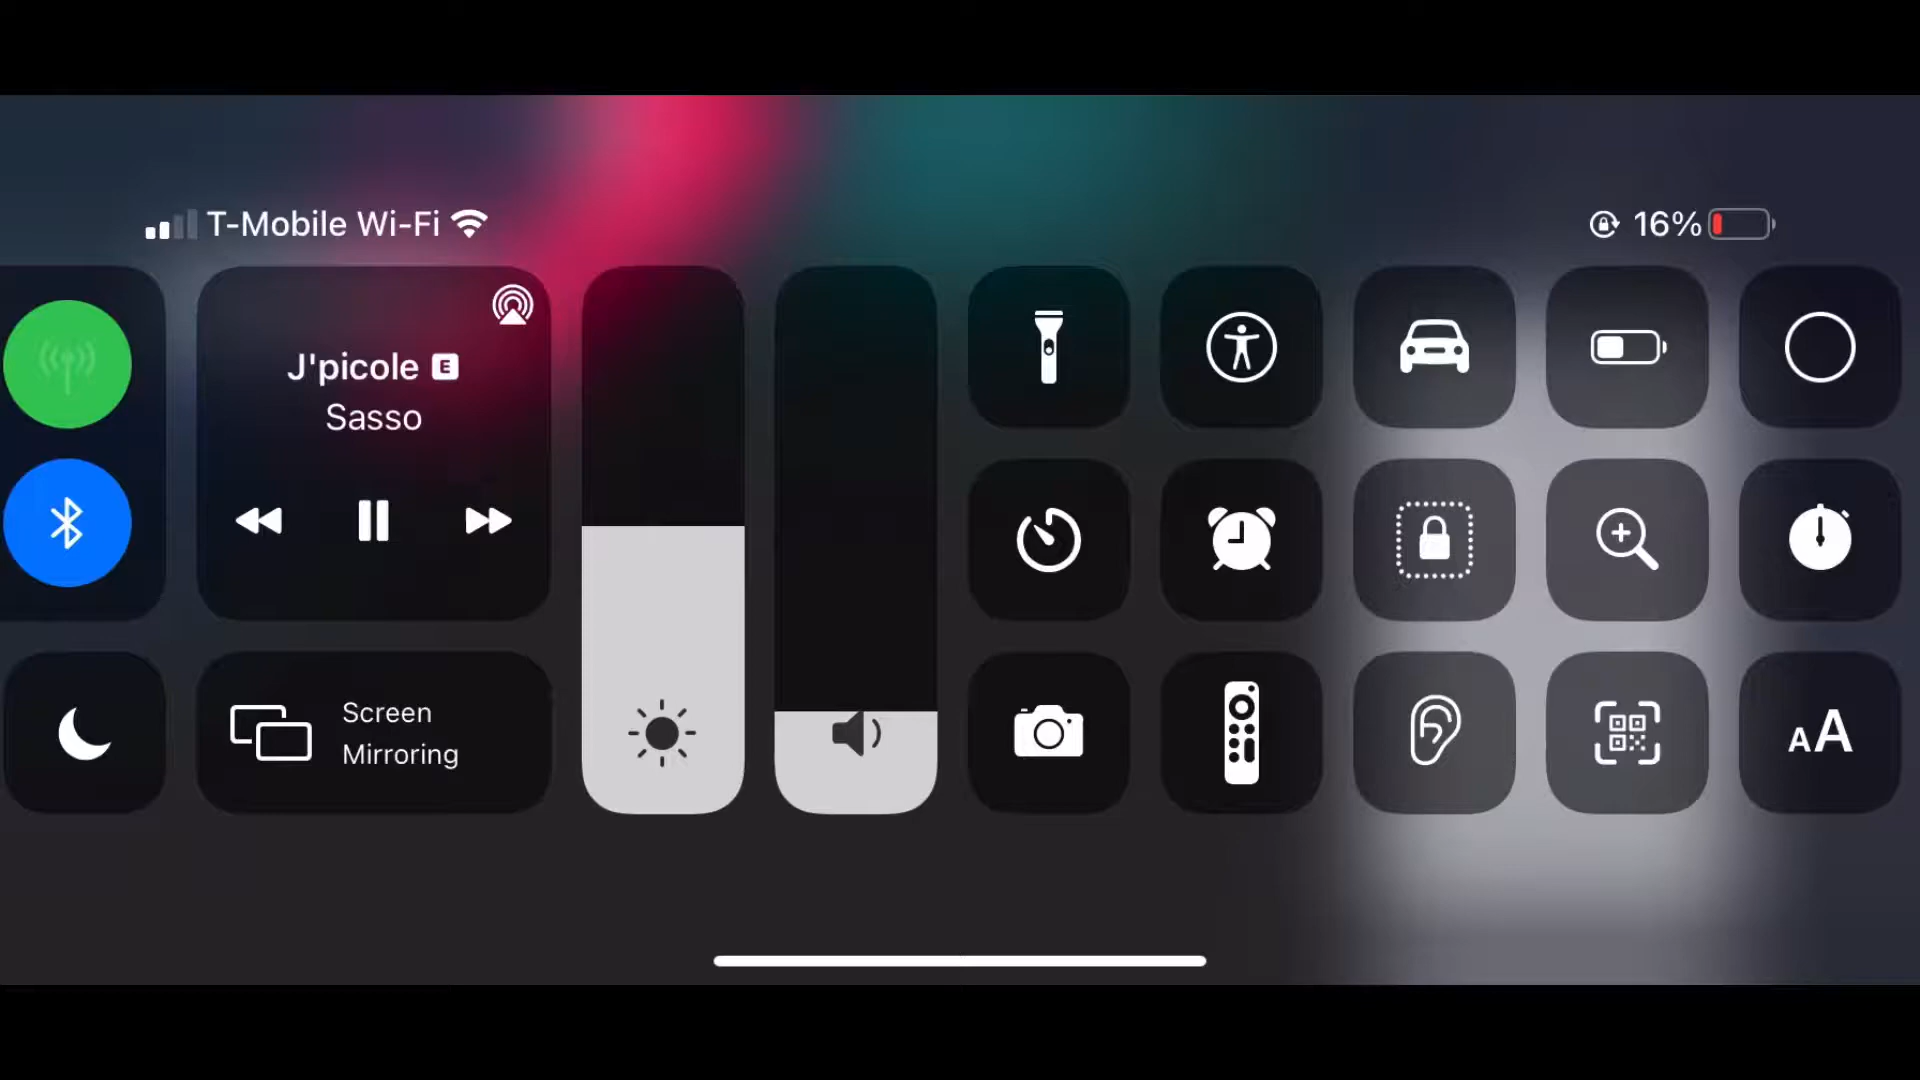 T-Mobile Wi-Fi
16%
J'picole E
Sasso
Screen
Mirroring
AA